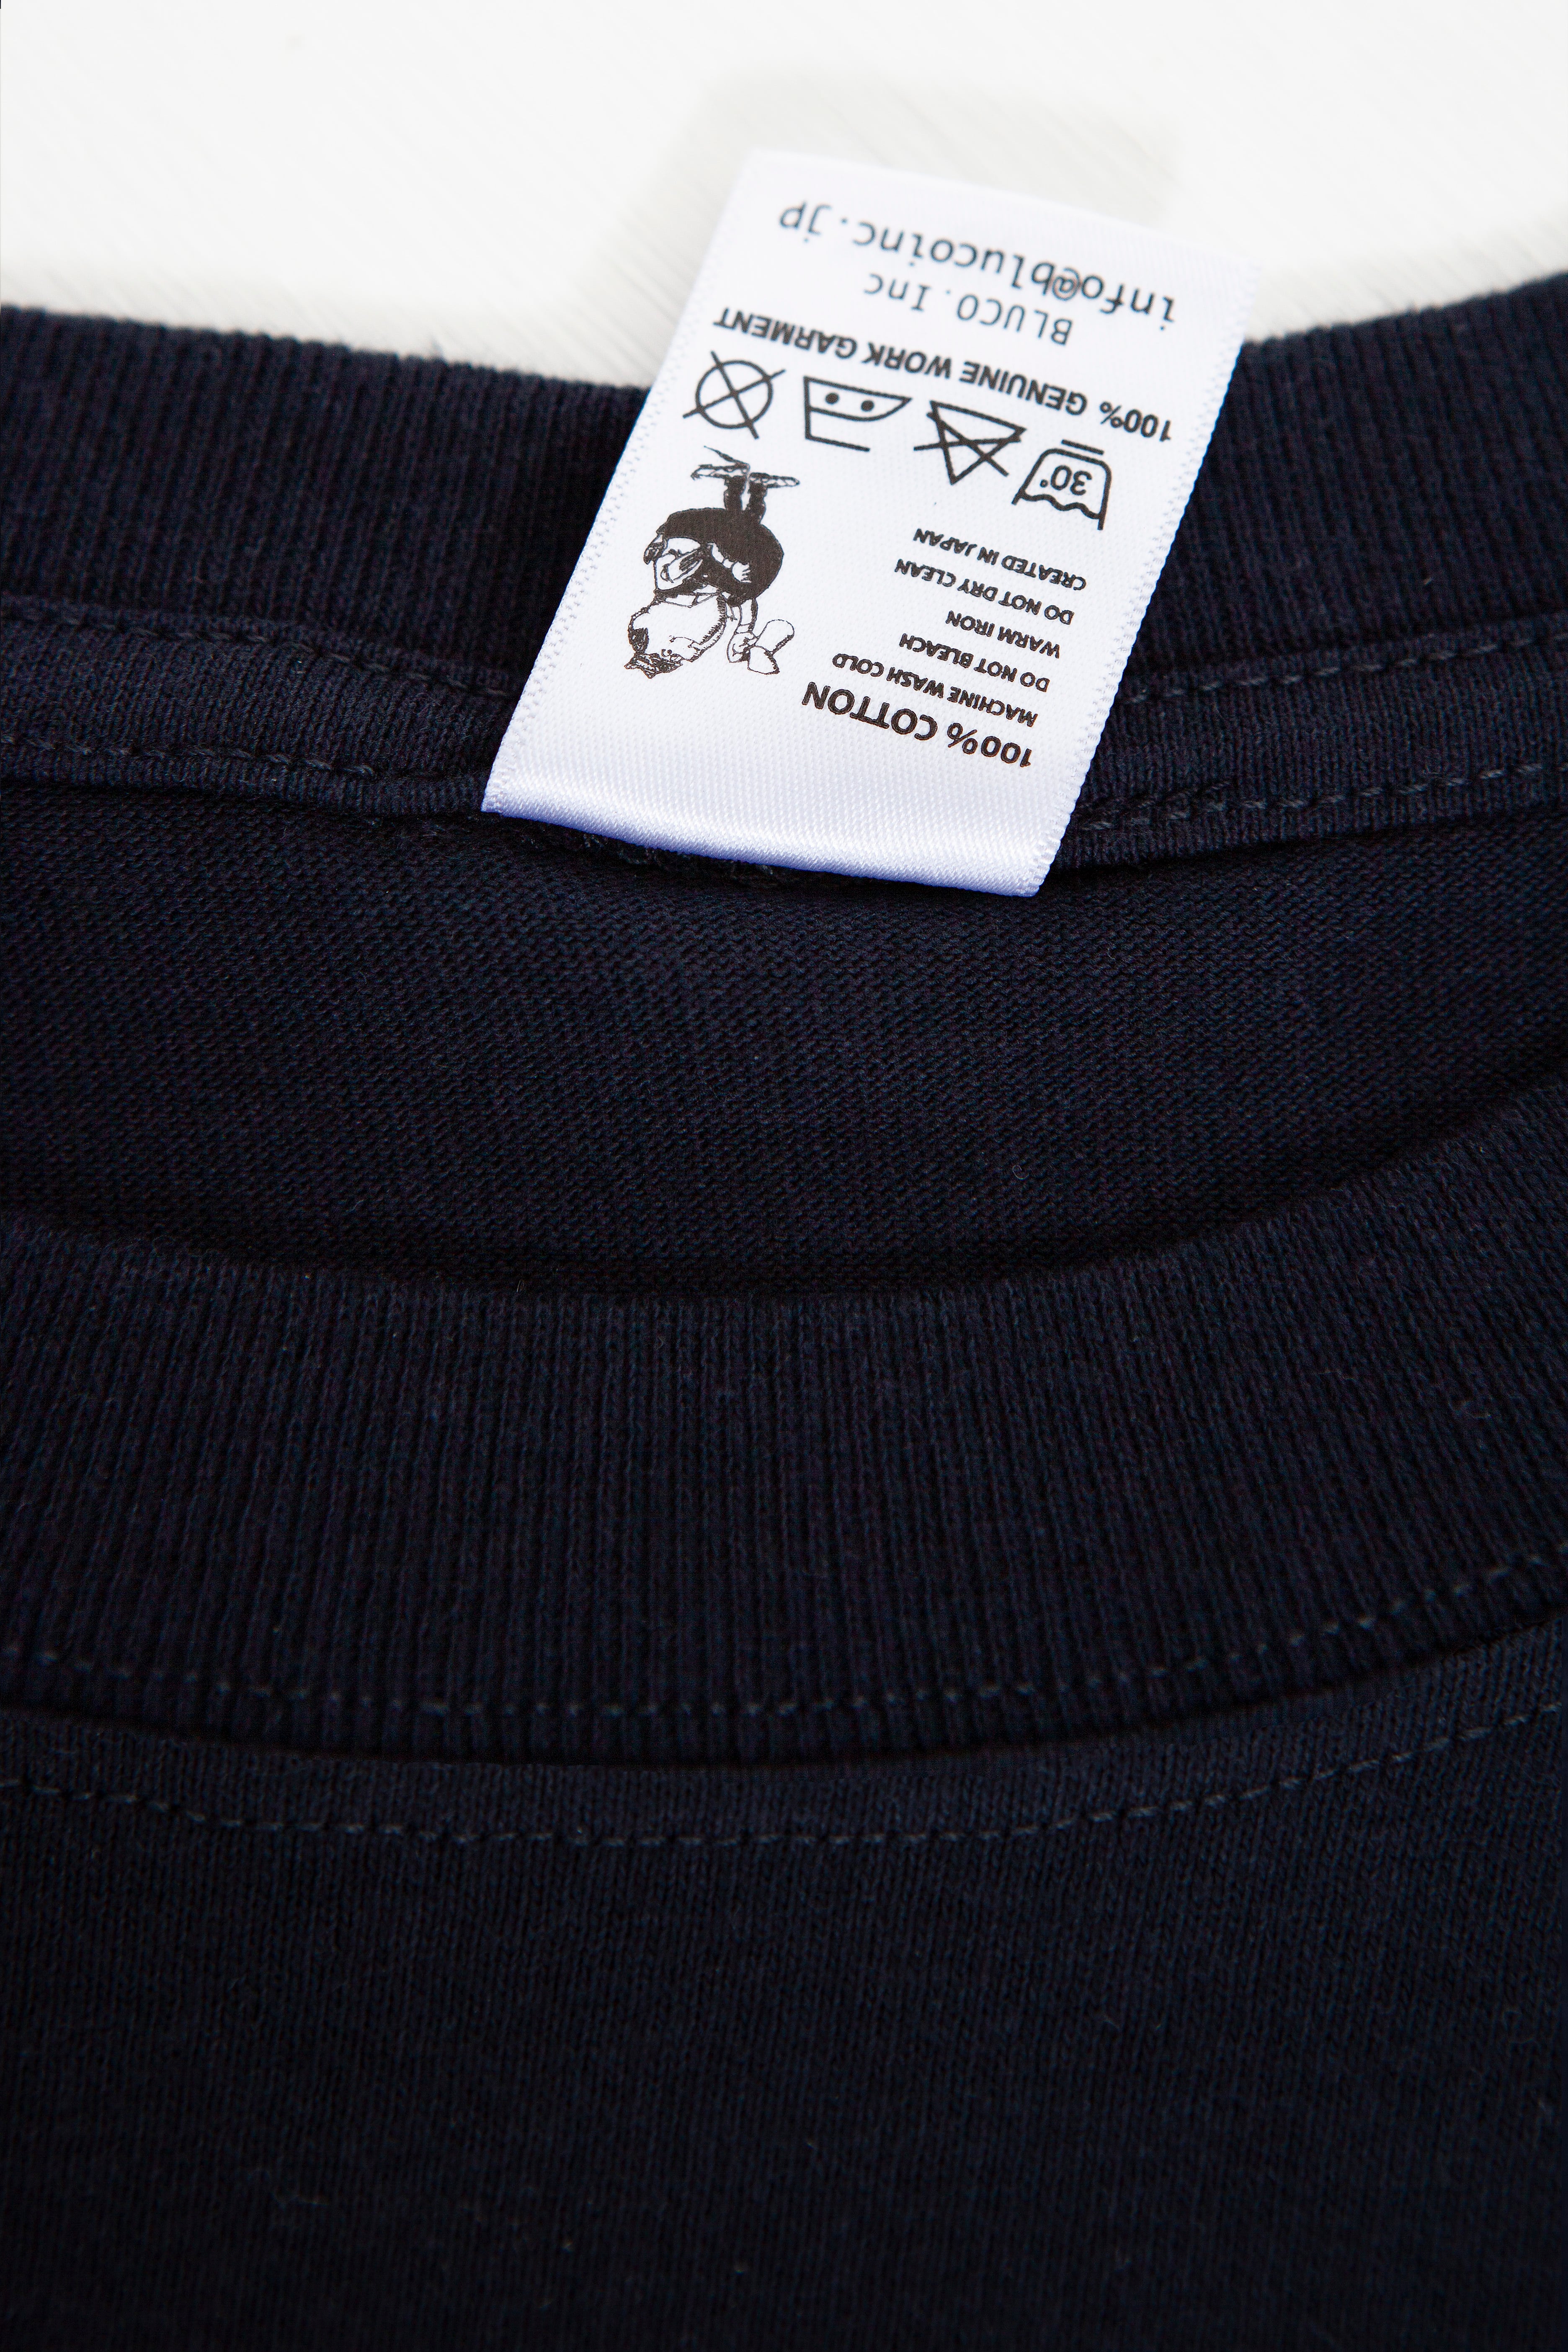 100% COTTON
MACHINE WASH COLD
DO NOT BLEACH
WARM IRON
DO NOT DRY CLEAN
CREATED IN JAPAN
30°
100% GENUINE WORK GARMENT
BLUCO.Inc
info@blucoinc.jp